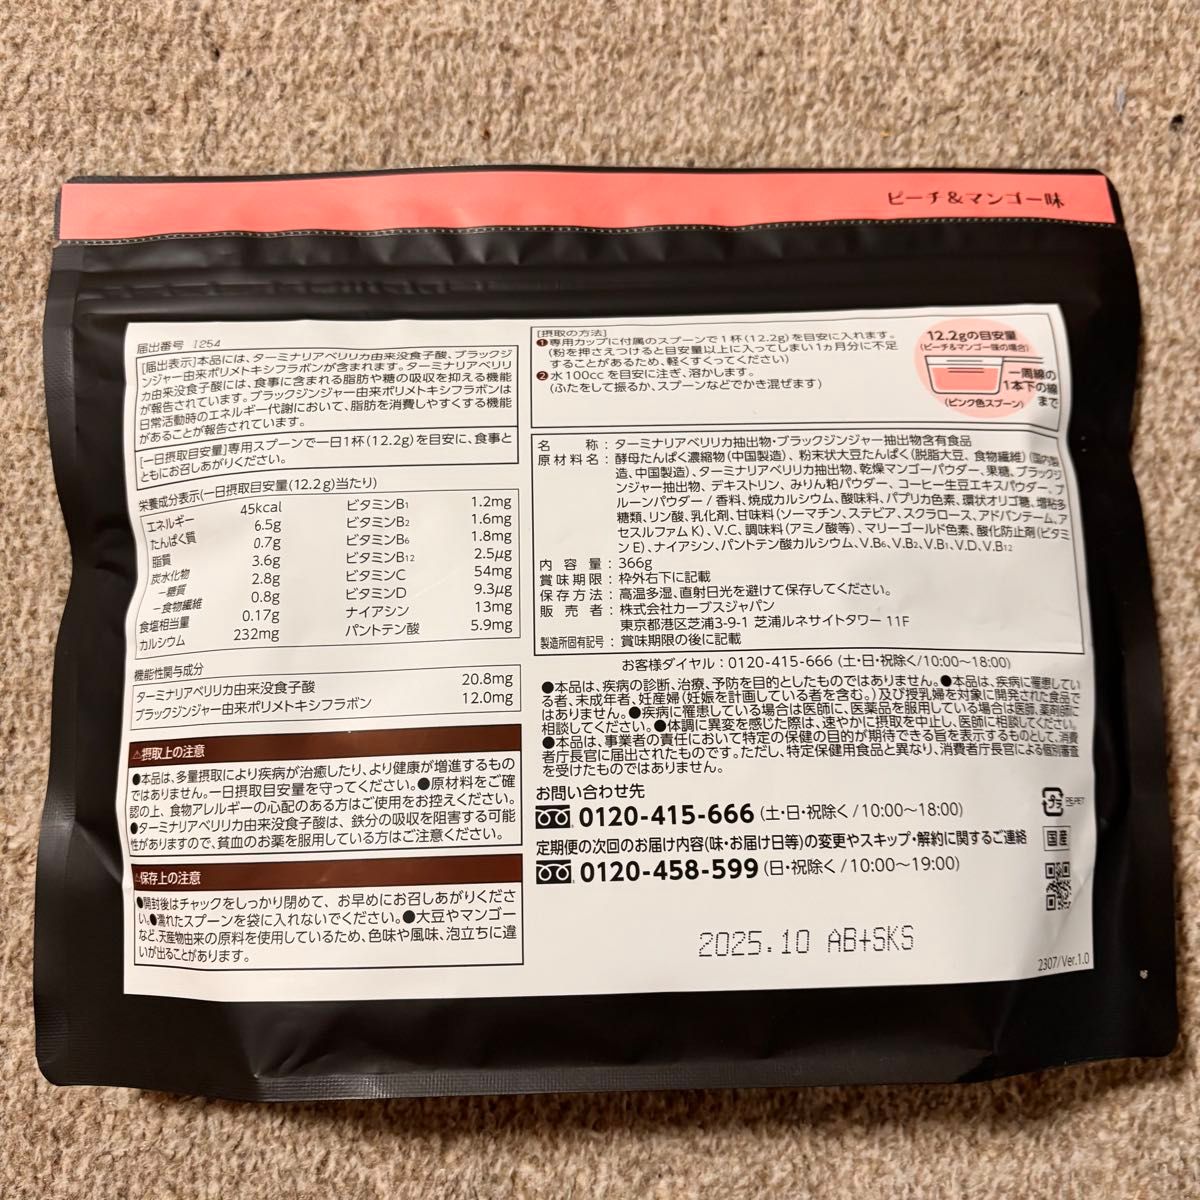 ピーチ&マンゴー味
届出番号 I254
[届出表示]本品には、ターミナリアベリリカ由来没食子酸、ブラックジ
ンジャー由来ポリメトキシフラボンが含まれます。ターミナリアベリリ
カ由来没食子酸には、食事に含まれる脂肪や糖の吸収を抑える機能
が報告されています。ブラックジンジャー由来ポリメトキシフラボンは
日常活動時のエネルギー代謝において、脂肪を消費しやすくする機能
があることが報告されています。
[一日摂取目安量]専用スプーンで一日1杯(12.2g)を目安に、食事と
ともにお召しあがりください。
栄養成分表示(一日摂取目安量(12.2g)当たり)
エネルギー 45kcal
たんぱく質 6.5g
脂質 0.7g
炭水化物 3.6g
－糖質 2.8g
－食物繊維 0.8g
食塩相当量 0.17g
カルシウム 232mg
ビタミンB1 1.2mg
ビタミンB2 1.6mg
ビタミンB6 1.8mg
ビタミンB12 2.5μg
ビタミンC 54mg
ビタミンD 9.3μg
ナイアシン 13mg
パントテン酸 5.9mg
機能性関与成分
ターミナリアベリリカ由来没食子酸 20.8mg
ブラックジンジャー由来ポリメトキシフラボン 12.0mg
⚠摂取上の注意
●本品は、多量摂取により疾病が治癒したり、より健康が増進するもの
ではありません。一日摂取目安量を守ってください。●原材料をご確
認の上、食物アレルギーの心配のある方はご使用をお控えください。
●ターミナリアベリリカ由来没食子酸は、鉄分の吸収を阻害する可能
性がありますので、貧血のお薬を服用している方はご注意ください。
⚠保存上の注意
●開封後はチャックをしっかり閉めて、お早めにお召しあがりくださ
い。●濡れたスプーンを袋に入れないでください。●大豆やマンゴー
など、天産物由来の原料を使用しているため、色味や風味、泡立ちに違
いが出ることがあります。
[摂取の方法]
❶専用カップに付属のスプーンで1杯(12.2g)を目安に入れます。
(粉を押さえつけると目安量以上に入ってしまい1ヵ月分に不足
することがあるため、軽くすくってください)
❷水100ccを目安に注ぎ、溶かします。
(ふたをして振るか、スプーンなどでかき混ぜます)
12.2gの目安量
(ピーチ&マンゴー味の場合)
一周線の
1本下の線
まで
(ピンク色スプーン)
名 称：ターミナリアベリリカ抽出物・ブラックジンジャー抽出物含有食品
原材料名：酵母たんぱく濃縮物(中国製造)、粉末状大豆たんぱく(脱脂大豆、食物繊維)(国内製
造、中国製造)、ターミナリアベリリカ抽出物、乾燥マンゴーパウダー、果糖、ブラックジ
ンジャー抽出物、デキストリン、みりん粕パウダー、コーヒー生豆エキスパウダー、プ
ルーンパウダー/香料、焼成カルシウム、酸味料、パプリカ色素、環状オリゴ糖、増粘多
糖類、リン酸、乳化剤、甘味料(ソーマチン、ステビア、スクラロース、アドバンテーム、ア
セスルファムK)、V.C、調味料(アミノ酸等)、マリーゴールド色素、酸化防止剤(ビタミ
ンE)、ナイアシン、パントテン酸カルシウム、V.B6、V.B2、V.B1、V.D、V.B12
内容量：366g
賞味期限：枠外右下に記載
保存方法：高温多湿、直射日光を避けて保存してください。
販売者：株式会社カーブスジャパン
東京都港区芝浦3-9-1 芝浦ルネサイトタワー 11F
製造所固有記号：賞味期限の後に記載
お客様ダイヤル：0120-415-666 (土・日・祝除く/10:00～18:00)
●本品は、疾病の診断、治療、予防を目的としたものではありません。●本品は、疾病に罹患してい
る者、未成年者、妊産婦(妊娠を計画している者を含む。)及び授乳婦を対象に開発された食品で
はありません。●疾病に罹患している場合は医師に、医薬品を服用している場合は医師、薬剤師に
相談してください。●体調に異変を感じた際は、速やかに摂取を中止し、医師に相談してください。
●本品は、事業者の責任において特定の保健の目的が期待できる旨を表示するものとして、消費
者庁長官に届出されたものです。ただし、特定保健用食品と異なり、消費者庁長官による個別審査
を受けたものではありません。
お問い合わせ先
0120-415-666 (土・日・祝除く/10:00～18:00)
定期便の次回のお届け内容(味・お届け日等)の変更やスキップ・解約に関するご連絡
0120-458-599 (日・祝除く/10:00～19:00)
プラ PE,PET
国産
2025.10 AB+SKS
2307/Ver.1.0